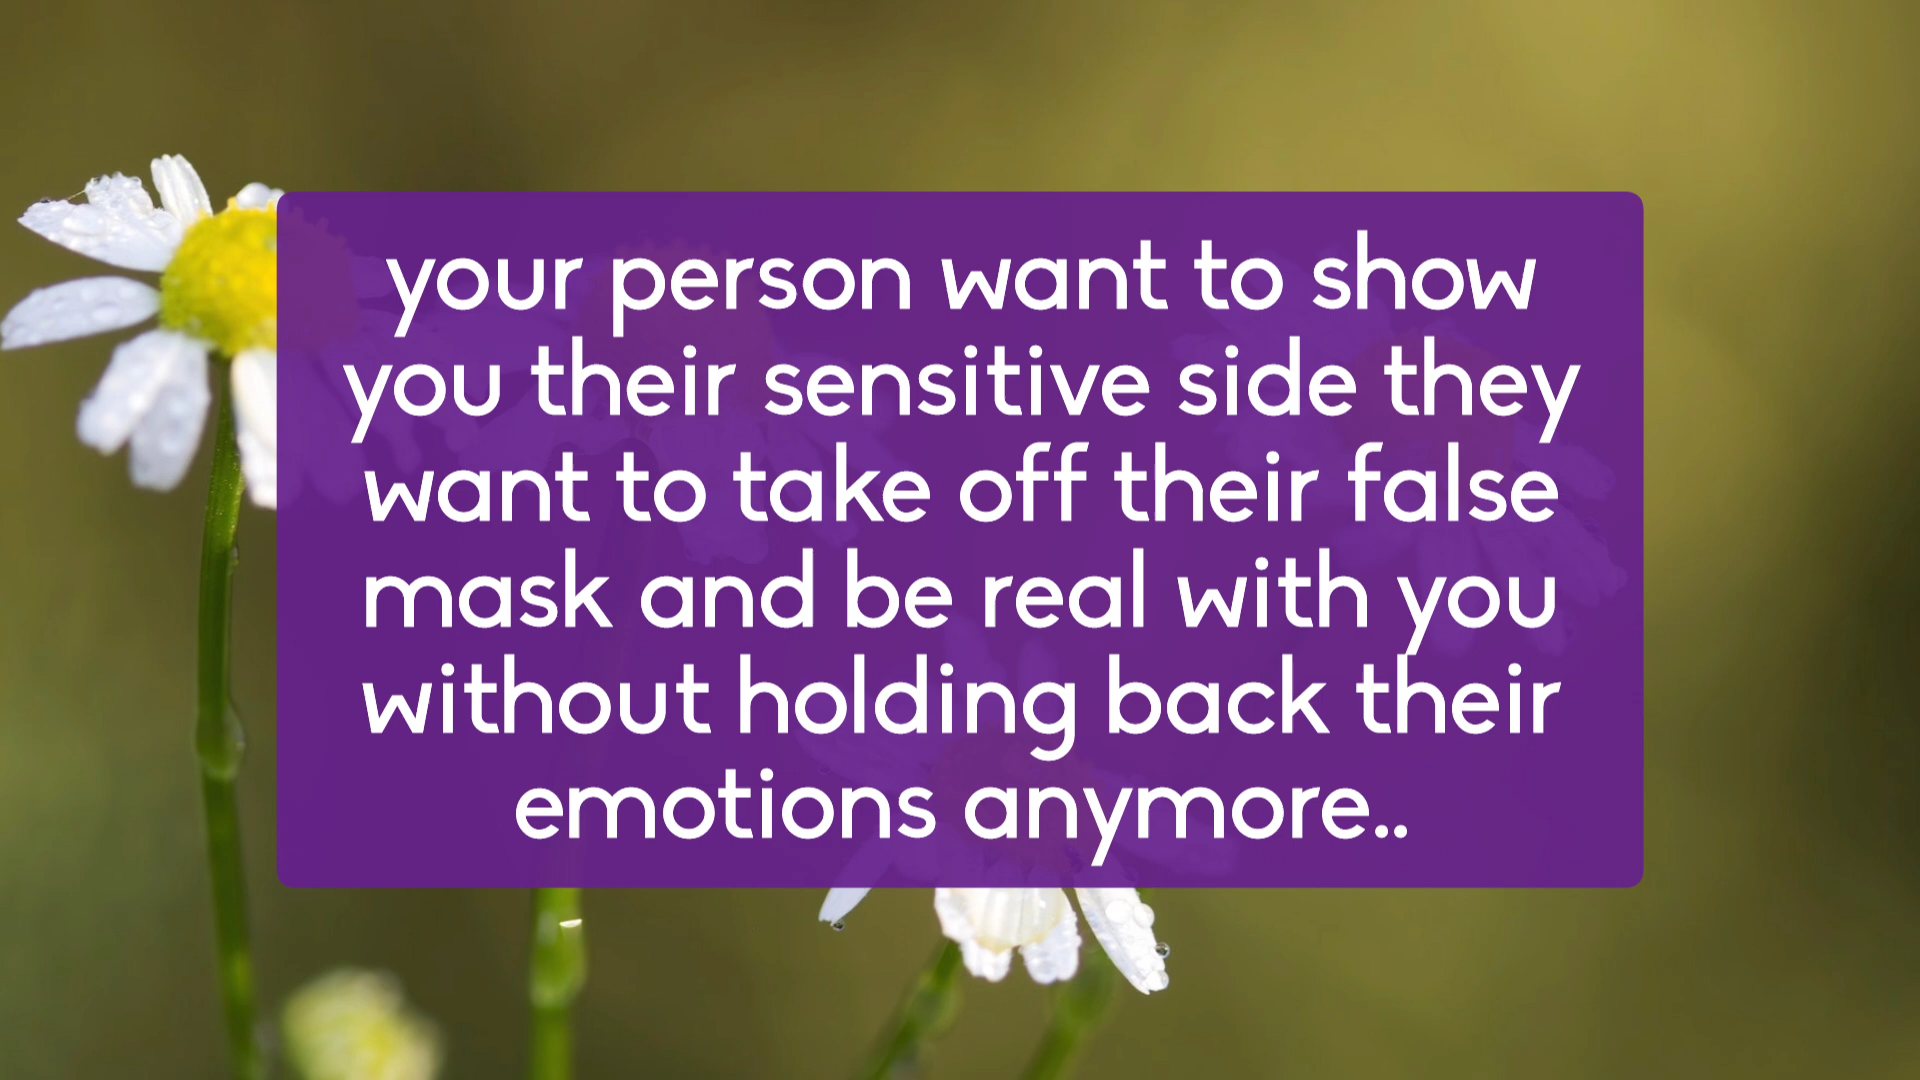 your person want to show
you their sensitive side they
want to take off their false
mask and be real with you
without holding back their
emotions anymore..